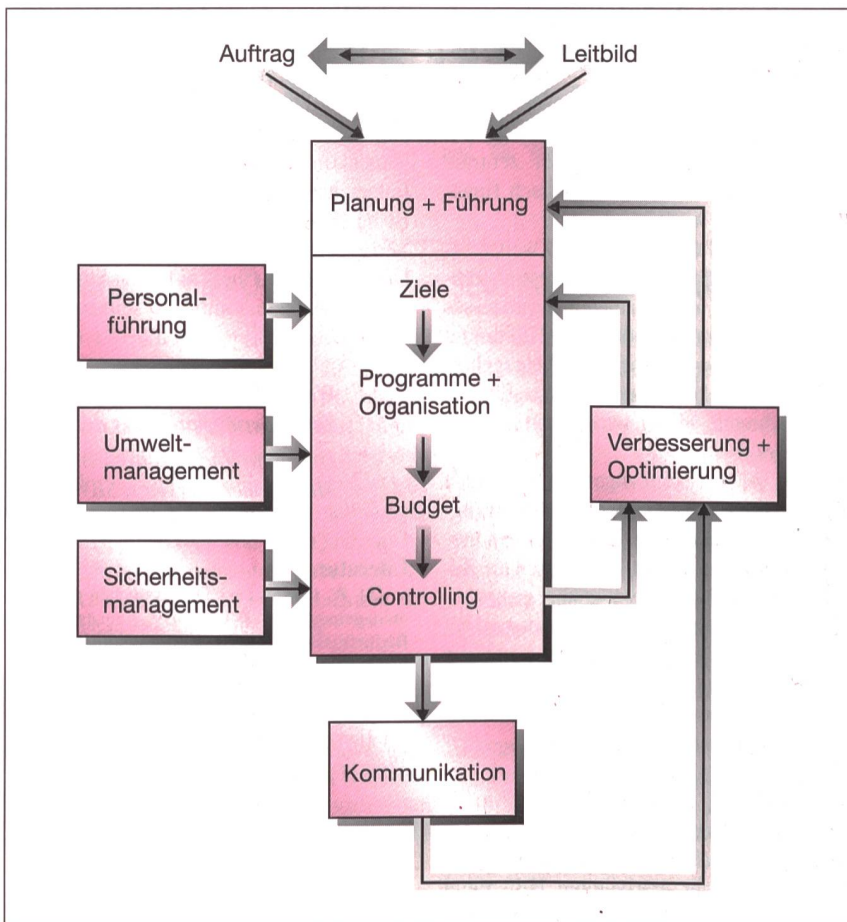 Auftrag
Leitbild
Planung + Führung
Personal-
führung
Ziele
Programme +
Organisation
Umwelt-
management
Verbesserung +
Optimierung
Budget
Sicherheits-
management
Controlling
Kommunikation